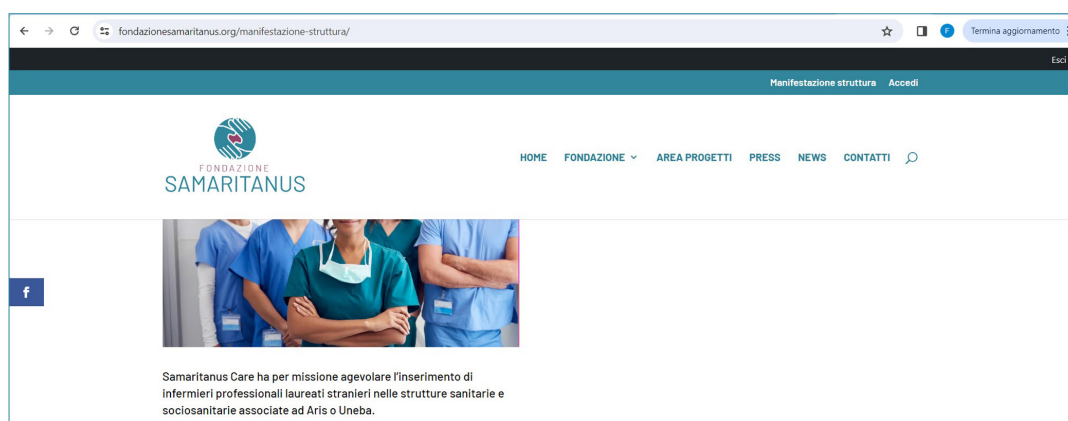 fondazionesamaritanus.org/manifestazione-struttura/
F
Termina aggiornamento
Esci
Manifestazione struttura Accedi
FONDAZIONE
SAMARITANUS
HOME FONDAZIONE AREA PROGETTI PRESS NEWS CONTATTI
f
Samaritanus Care ha per missione agevolare l'inserimento di
infermieri professionali laureati stranieri nelle strutture sanitarie e
sociosanitarie associate ad Aris o Uneba.